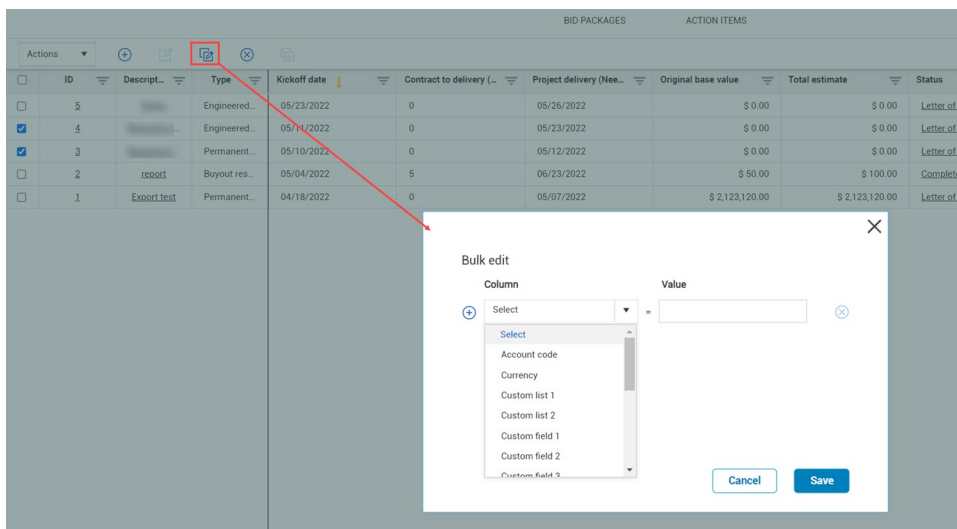 BID PACKAGES ACTION ITEMS
Actions
ID Descript... Type Kickoff date Contract to delivery (... Project delivery (Nee... Original base value Total estimate Status
5 Engineered... 05/23/2022 0 05/26/2022 $ 0.00 $ 0.00 Letter of
4 ... Engineered... 05/11/2022 0 05/23/2022 $ 0.00 $ 0.00 Letter of
3 Permanent... 05/10/2022 0 05/12/2022 $ 0.00 $ 0.00 Letter of
2 report Buyout res... 05/04/2022 5 06/23/2022 $ 50.00 $ 100.00 Complete
1 Export test Permanent... 04/18/2022 0 05/07/2022 $ 2,123,120.00 $ 2,123,120.00 Letter of
Bulk edit
Column Value
Select =
Select
Account code
Currency
Custom list 1
Custom list 2
Custom field 1
Custom field 2
Custom field 3
Cancel Save